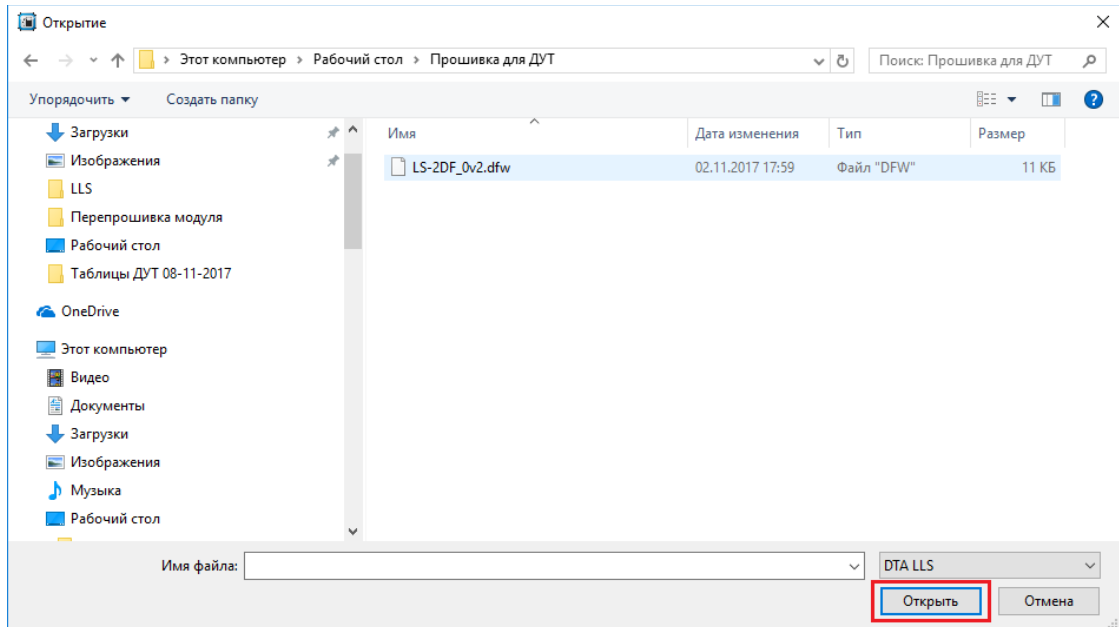 Открытие
Этот компьютер › Рабочий стол › Прошивка для ДУТ
Поиск: Прошивка для ДУТ
Упорядочить
Создать папку
Имя
Дата изменения
Тип
Размер
LS-2DF_0v2.dfw
02.11.2017 17:59
Файл "DFW"
11 КБ
Загрузки
Изображения
LLS
Перепрошивка модуля
Рабочий стол
Таблицы ДУТ 08-11-2017
OneDrive
Этот компьютер
Видео
Документы
Загрузки
Изображения
Музыка
Рабочий стол
Имя файла:
DTA LLS
Открыть
Отмена